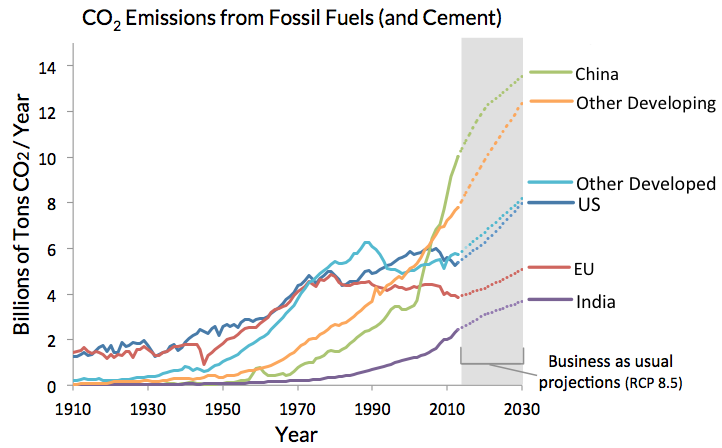 CO2 Emissions from Fossil Fuels (and Cement)
Billions of Tons CO2 / Year
14
12
10
8
6
4
2
0
1910 1930 1950 1970 1990 2010 2030
Year
China
Other Developing
Other Developed
US
EU
India
Business as usual
projections (RCP 8.5)